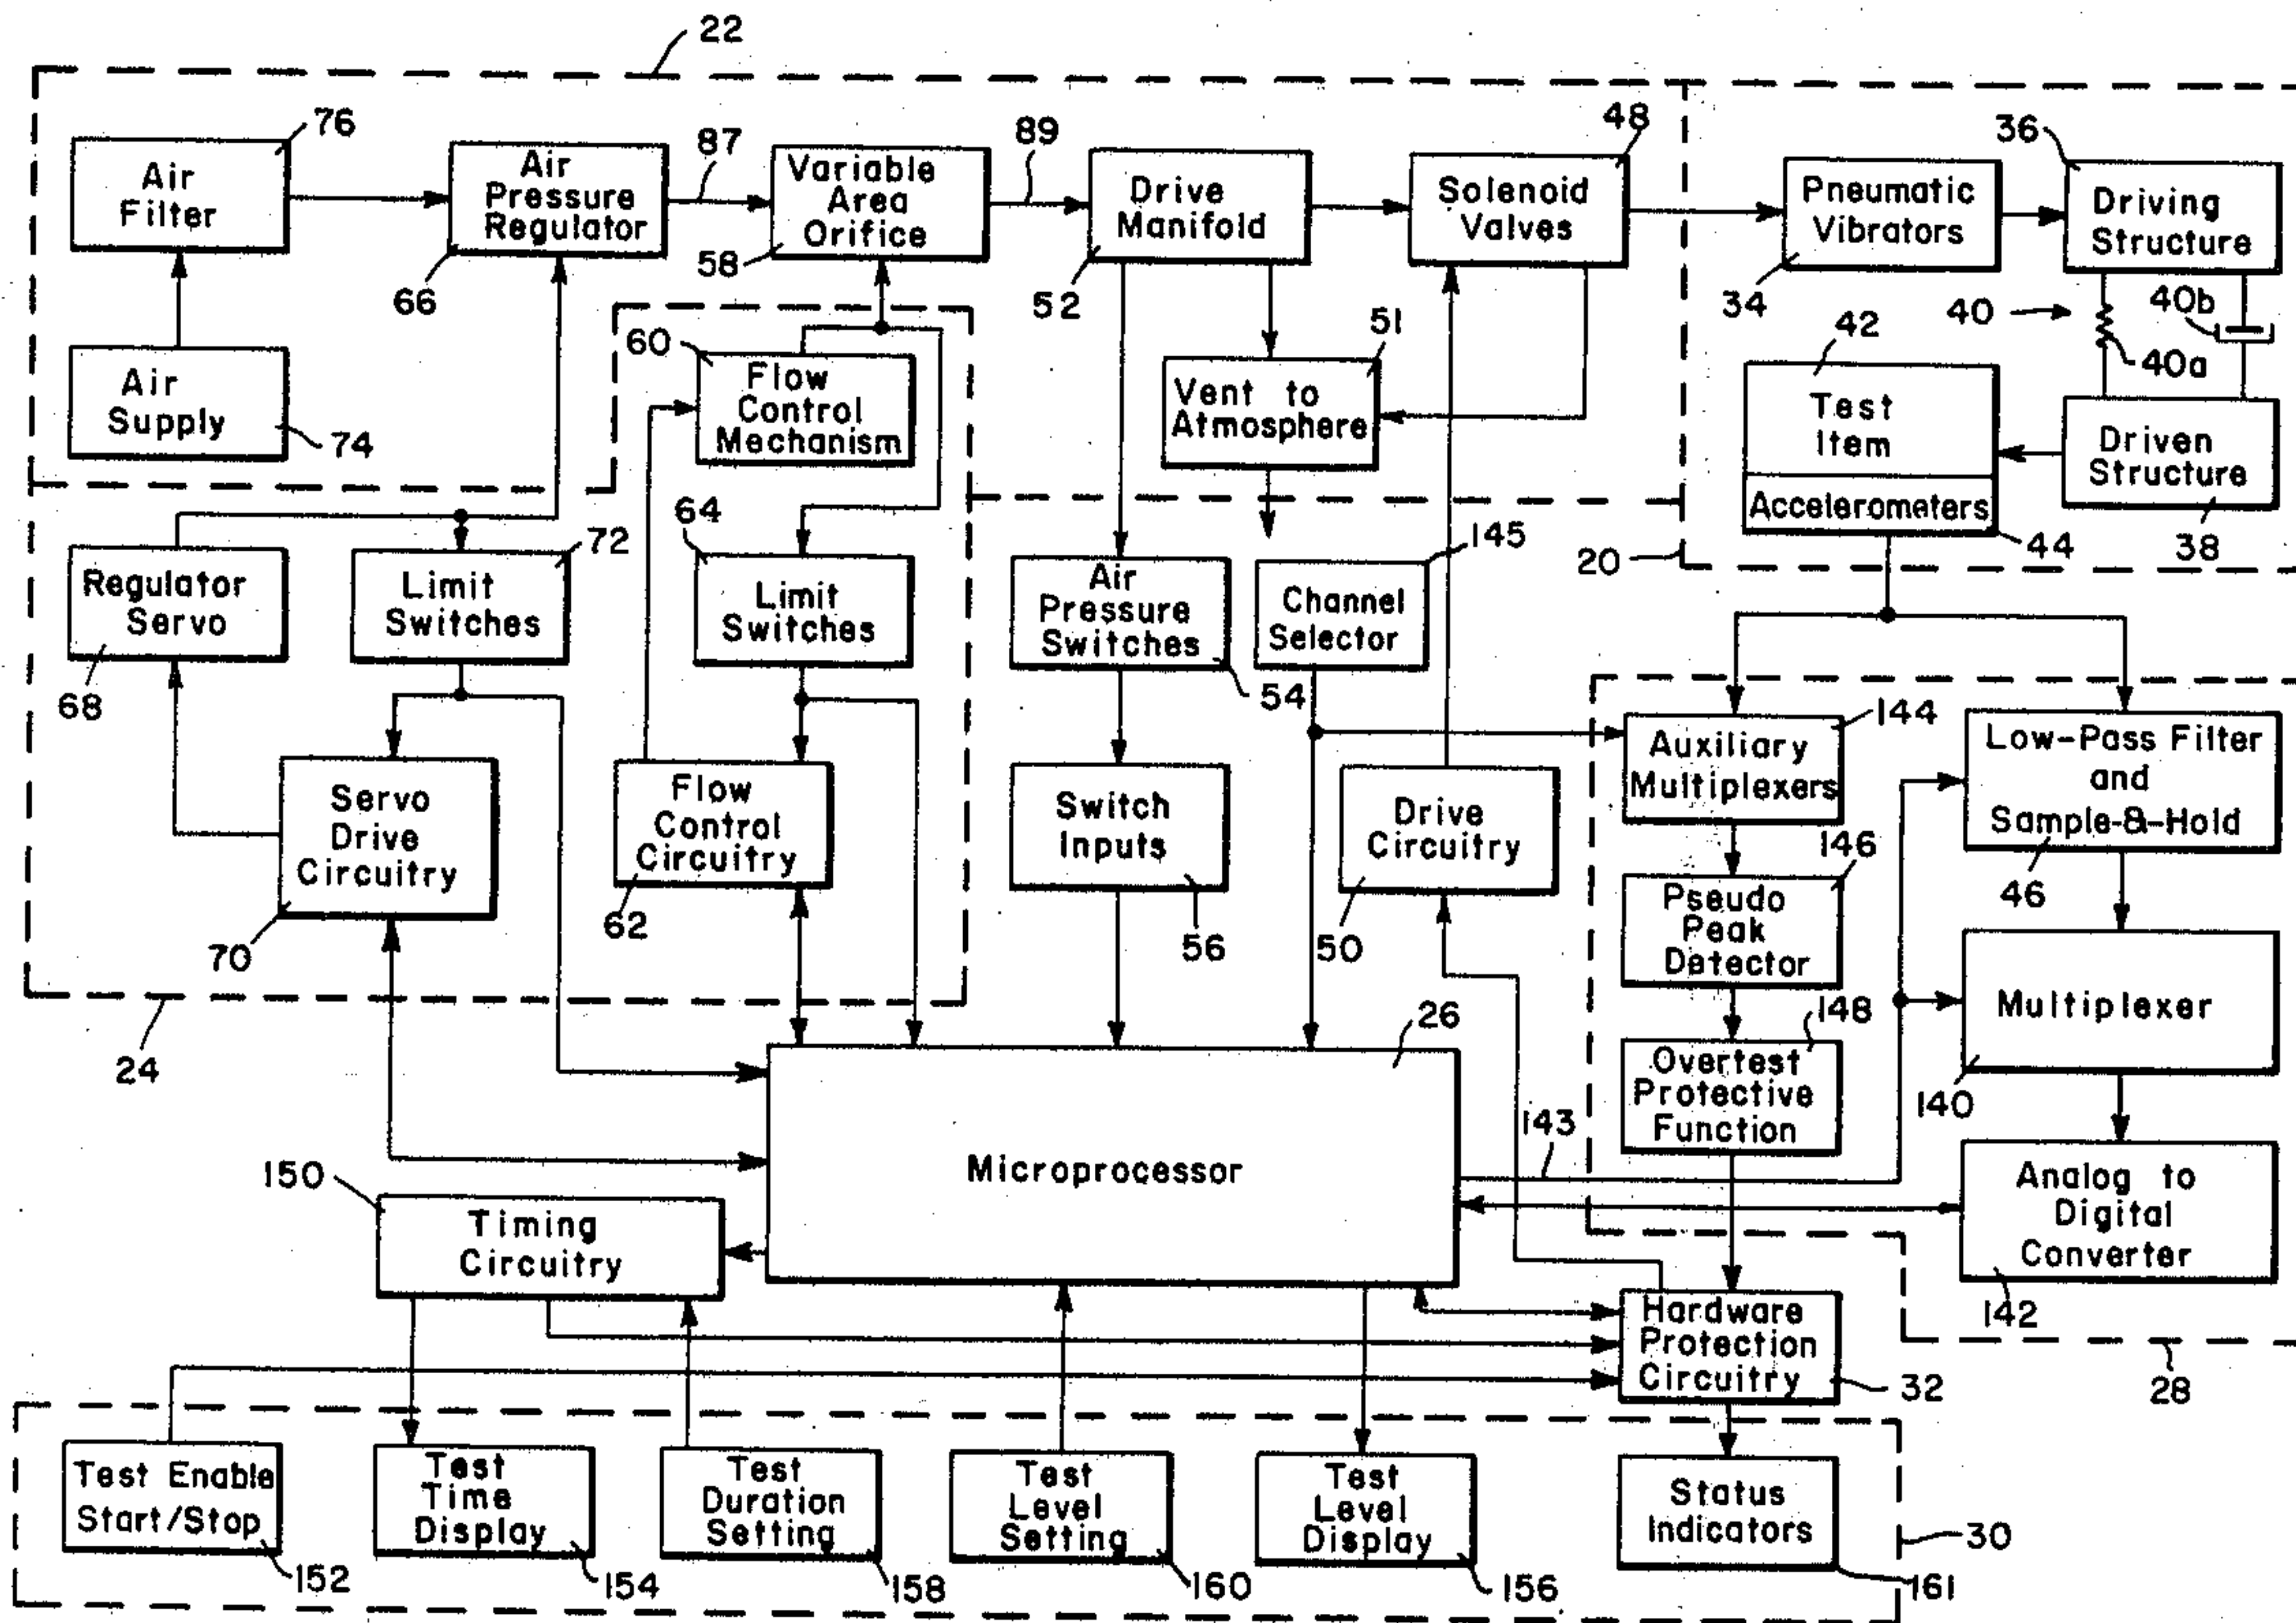 22
76
Air
Filter
Air
Pressure
Regulator
66
87
Variable
Area
Orifice
58
89
Drive
Manifold
52
48
Solenoid
Valves
Pneumatic
Vibrators
34
36
Driving
Structure
40
40a
40b
Air
Supply
74
60
Flow
Control
Mechanism
51
Vent to
Atmosphere
42
Test
Item
Accelerometers
44
Driven
Structure
38
20
Regulator
Servo
68
72
Limit
Switches
64
Limit
Switches
Air
Pressure
Switches
54
145
Channel
Selector
Servo
Drive
Circuitry
70
Flow
Control
Circuitry
62
Switch
Inputs
56
Drive
Circuitry
50
144
Auxiliary
Multiplexers
Low-Pass Filter
and
Sample-&-Hold
46
146
Pseudo
Peak
Detector
Multiplexer
140
148
Overtest
Protective
Function
24
26
Microprocessor
143
Analog to
Digital
Converter
142
150
Timing
Circuitry
Hardware
Protection
Circuitry
32
28
Test Enable
Start/Stop
152
Test
Time
Display
154
Test
Duration
Setting
158
Test
Level
Setting
160
Test
Level
Display
156
Status
Indicators
161
30